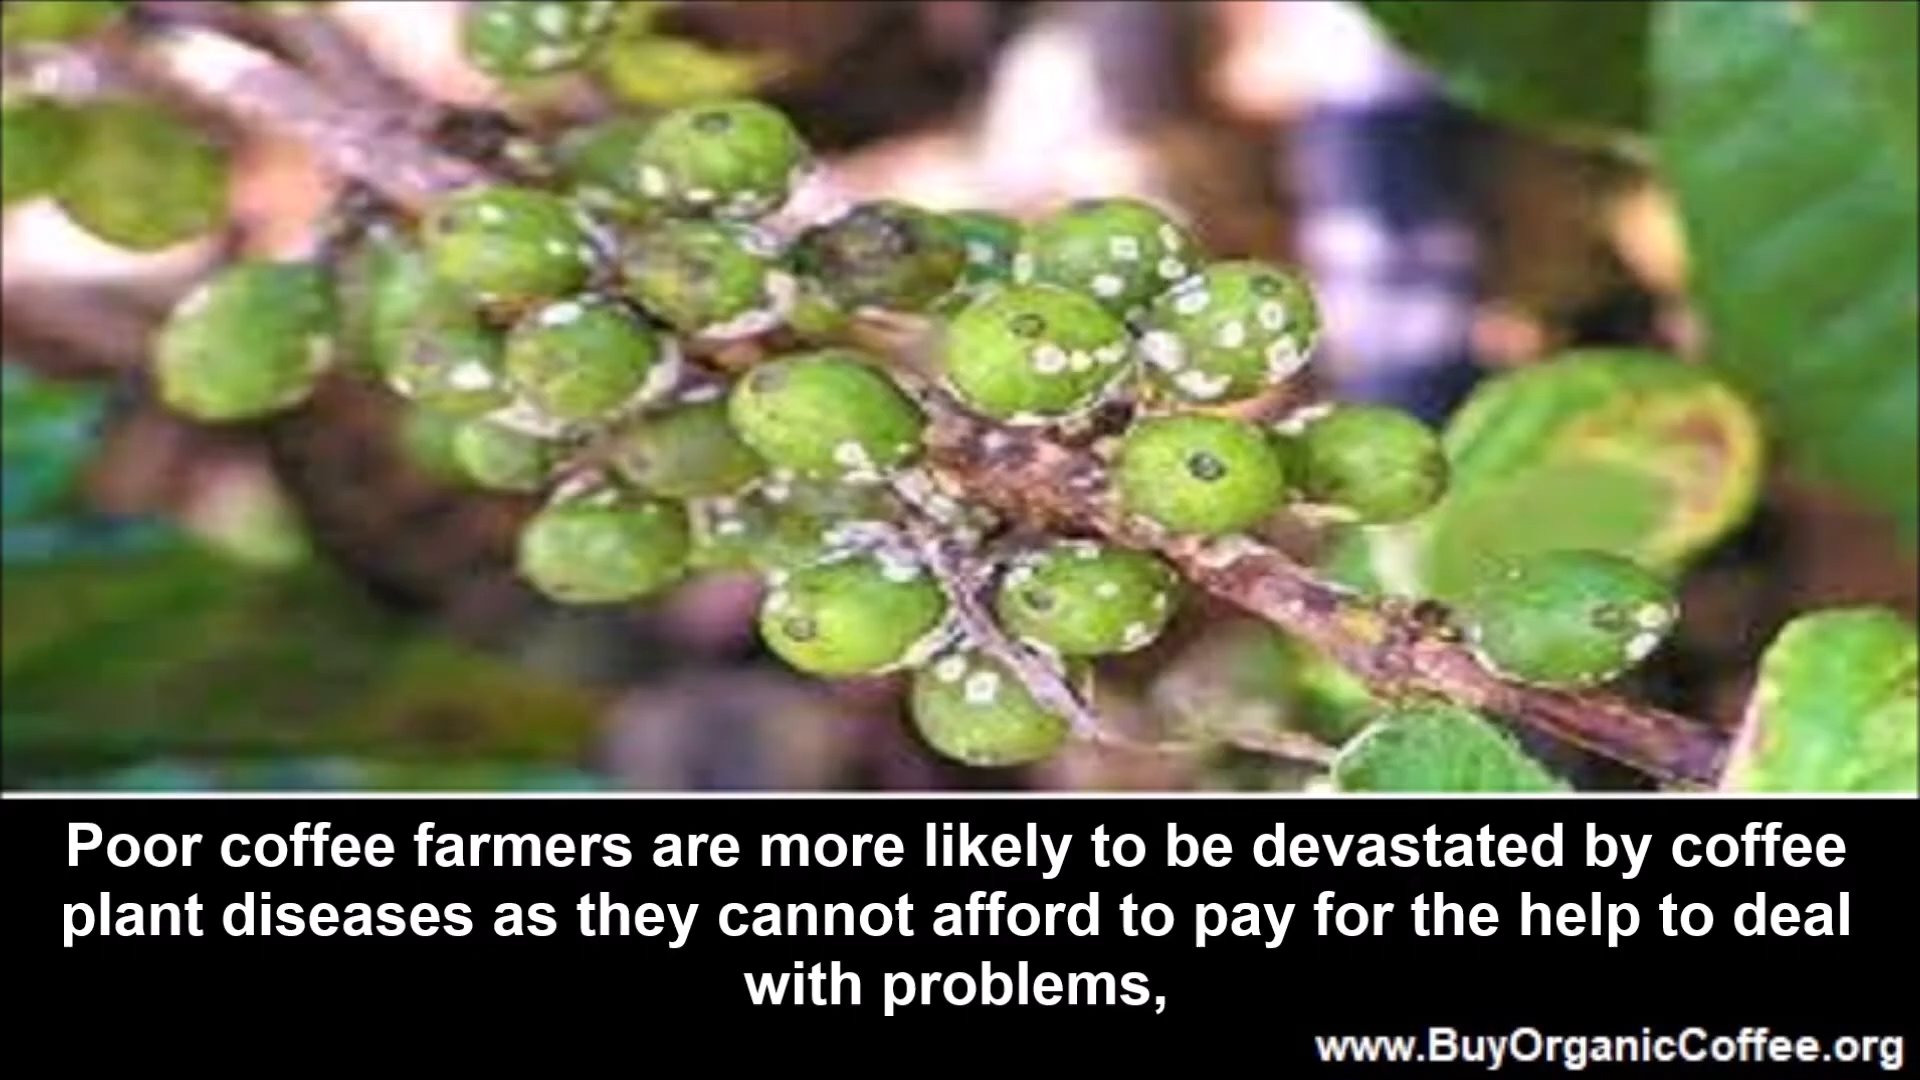 Poor coffee farmers are more likely to be devastated by coffee
plant diseases as they cannot afford to pay for the help to deal
with problems,
www.BuyOrganicCoffee.org